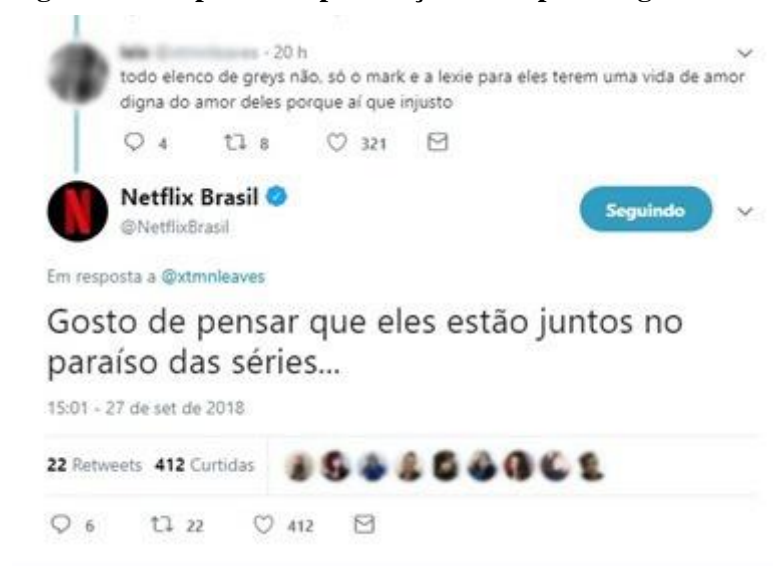 - 20 h
todo elenco de greys não, só o mark e a lexie para eles terem uma vida de amor
digna do amor deles porque aí que injusto
4 8 321
Netflix Brasil
@NetflixBrasil
Seguindo
Em resposta a @xtmnleaves
Gosto de pensar que eles estão juntos no
paraíso das séries...
15:01 - 27 de set de 2018
22 Retweets 412 Curtidas
6 22 412